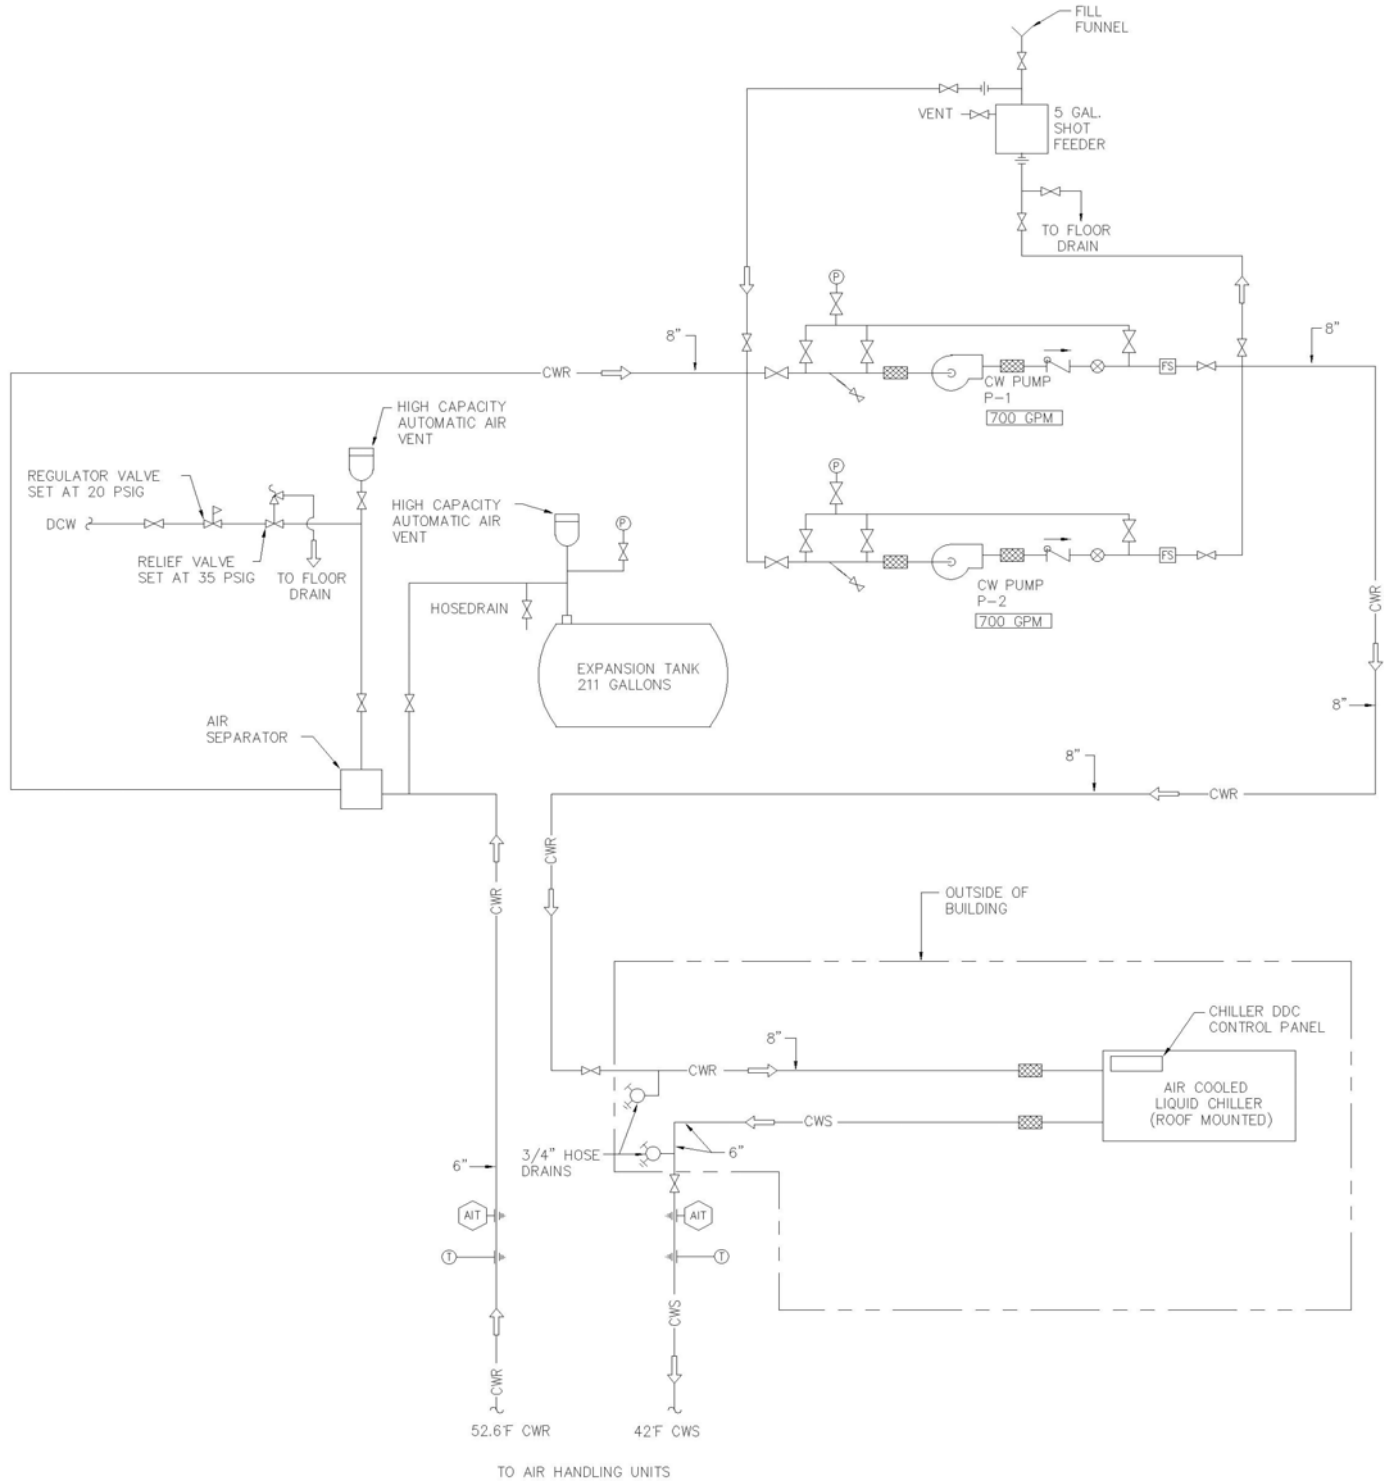 FILL
FUNNEL
VENT
5 GAL.
SHOT
FEEDER
TO FLOOR
DRAIN
P
8"
8"
CWR
FS
CW PUMP
P-1
700 GPM
HIGH CAPACITY
AUTOMATIC AIR
VENT
REGULATOR VALVE
SET AT 20 PSIG
DCW
RELIEF VALVE
SET AT 35 PSIG
TO FLOOR
DRAIN
HIGH CAPACITY
AUTOMATIC AIR
VENT
P
P
FS
CW PUMP
P-2
700 GPM
HOSEDRAIN
CWR
EXPANSION TANK
211 GALLONS
8"
AIR
SEPARATOR
8"
CWR
CWR
CWR
OUTSIDE OF
BUILDING
CHILLER DDC
CONTROL PANEL
8"
CWR
AIR COOLED
LIQUID CHILLER
(ROOF MOUNTED)
CWS
3/4" HOSE
DRAINS
6"
6"
AIT
AIT
T
T
CWS
CWR
52.6°F CWR
42°F CWS
TO AIR HANDLING UNITS